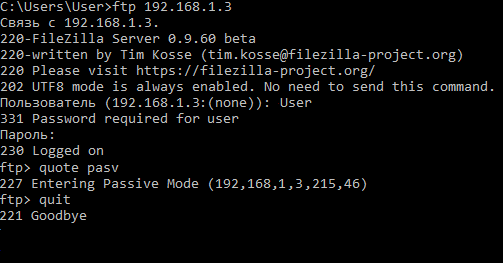 C:\Users\User>ftp 192.168.1.3
Связь с 192.168.1.3.
220-FileZilla Server 0.9.60 beta
220-written by Tim Kosse (tim.kosse@filezilla-project.org)
220 Please visit https://filezilla-project.org/
202 UTF8 mode is always enabled. No need to send this command.
Пользователь (192.168.1.3:(none)): User
331 Password required for user
Пароль:
230 Logged on
ftp> quote pasv
227 Entering Passive Mode (192,168,1,3,215,46)
ftp> quit
221 Goodbye